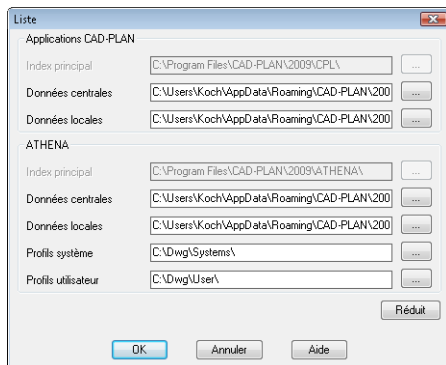 Liste
Applications CAD-PLAN
Index principal C:\Program Files\CAD-PLAN\2009\CPL\ ...
Données centrales C:\Users\Koch\AppData\Roaming\CAD-PLAN\200 ...
Données locales C:\Users\Koch\AppData\Roaming\CAD-PLAN\200 ...
ATHENA
Index principal C:\Program Files\CAD-PLAN\2009\ATHENA\ ...
Données centrales C:\Users\Koch\AppData\Roaming\CAD-PLAN\200 ...
Données locales C:\Users\Koch\AppData\Roaming\CAD-PLAN\200 ...
Profils système C:\Dwg\Systems\ ...
Profils utilisateur C:\Dwg\User\ ...
Réduit
OK Annuler Aide